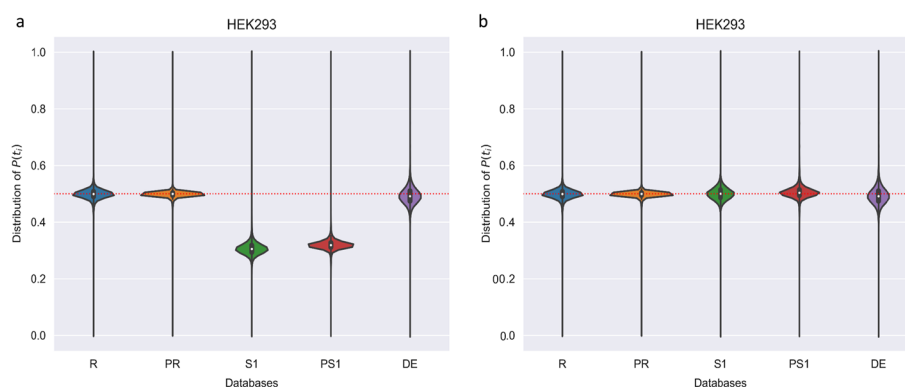 a
HEK293
Distribution of P(tᵢ)
1.0
0.8
0.6
0.4
0.2
0.0
R PR S1 PS1 DE
Databases
b
HEK293
Distribution of P(tᵢ)
1.0
0.8
0.6
0.4
00.2
0.0
R PR S1 PS1 DE
Databases